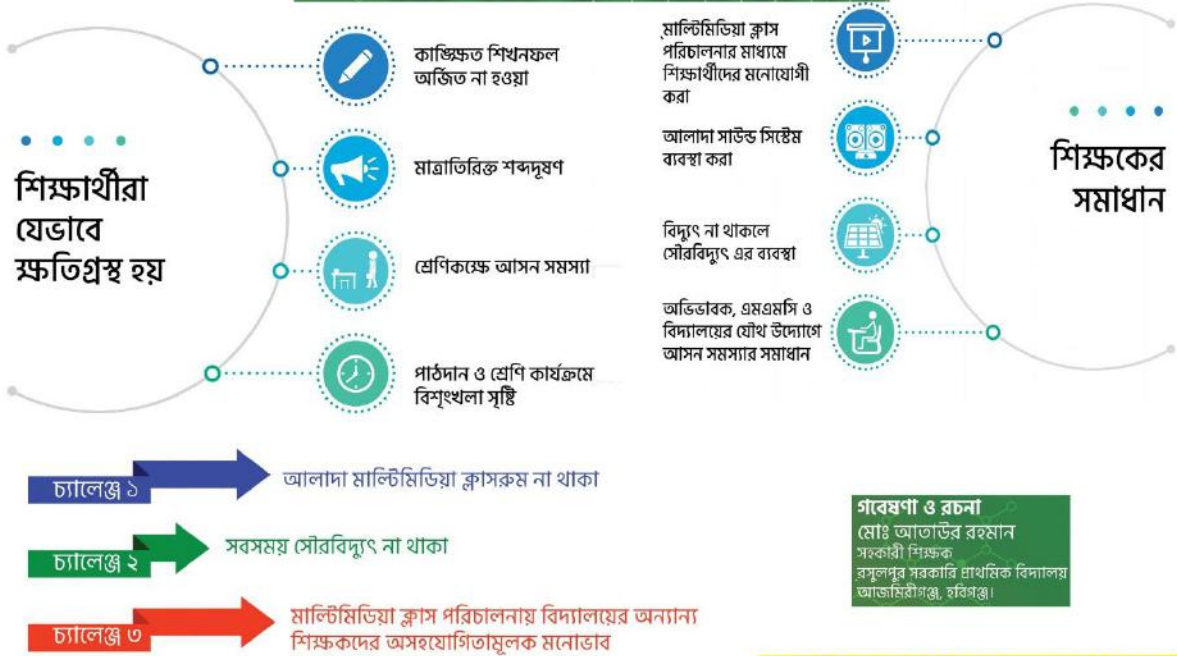 শিক্ষার্থীরা
যেভাবে
ক্ষতিগ্রস্থ হয়
কাঙ্ক্ষিত শিখনফল
অর্জিত না হওয়া
মাত্রাতিরিক্ত শব্দদূষণ
শ্রেণিকক্ষে আসন সমস্যা
পাঠদান ও শ্রেণি কার্যক্রমে
বিশৃংখলা সৃষ্টি
মাল্টিমিডিয়া ক্লাস
পরিচালনার মাধ্যমে
শিক্ষার্থীদের মনোযোগী
করা
আলাদা সাউন্ড সিস্টেম
ব্যবস্থা করা
বিদ্যুৎ না থাকলে
সৌরবিদ্যুৎ এর ব্যবস্থা
অভিভাবক, এমএমসি ও
বিদ্যালয়ের যৌথ উদ্যোগে
আসন সমস্যার সমাধান
শিক্ষকের
সমাধান
চ্যালেঞ্জ ১
আলাদা মাল্টিমিডিয়া ক্লাসরুম না থাকা
চ্যালেঞ্জ ২
সবসময় সৌরবিদ্যুৎ না থাকা
চ্যালেঞ্জ ৩
মাল্টিমিডিয়া ক্লাস পরিচালনায় বিদ্যালয়ের অন্যান্য
শিক্ষকদের অসহযোগিতামূলক মনোভাব
গবেষণা ও রচনা
মোঃ আতাউর রহমান
সহকারী শিক্ষক
রসুলপুর সরকারি প্রাথমিক বিদ্যালয়
আজমিরীগঞ্জ, হবিগঞ্জ।